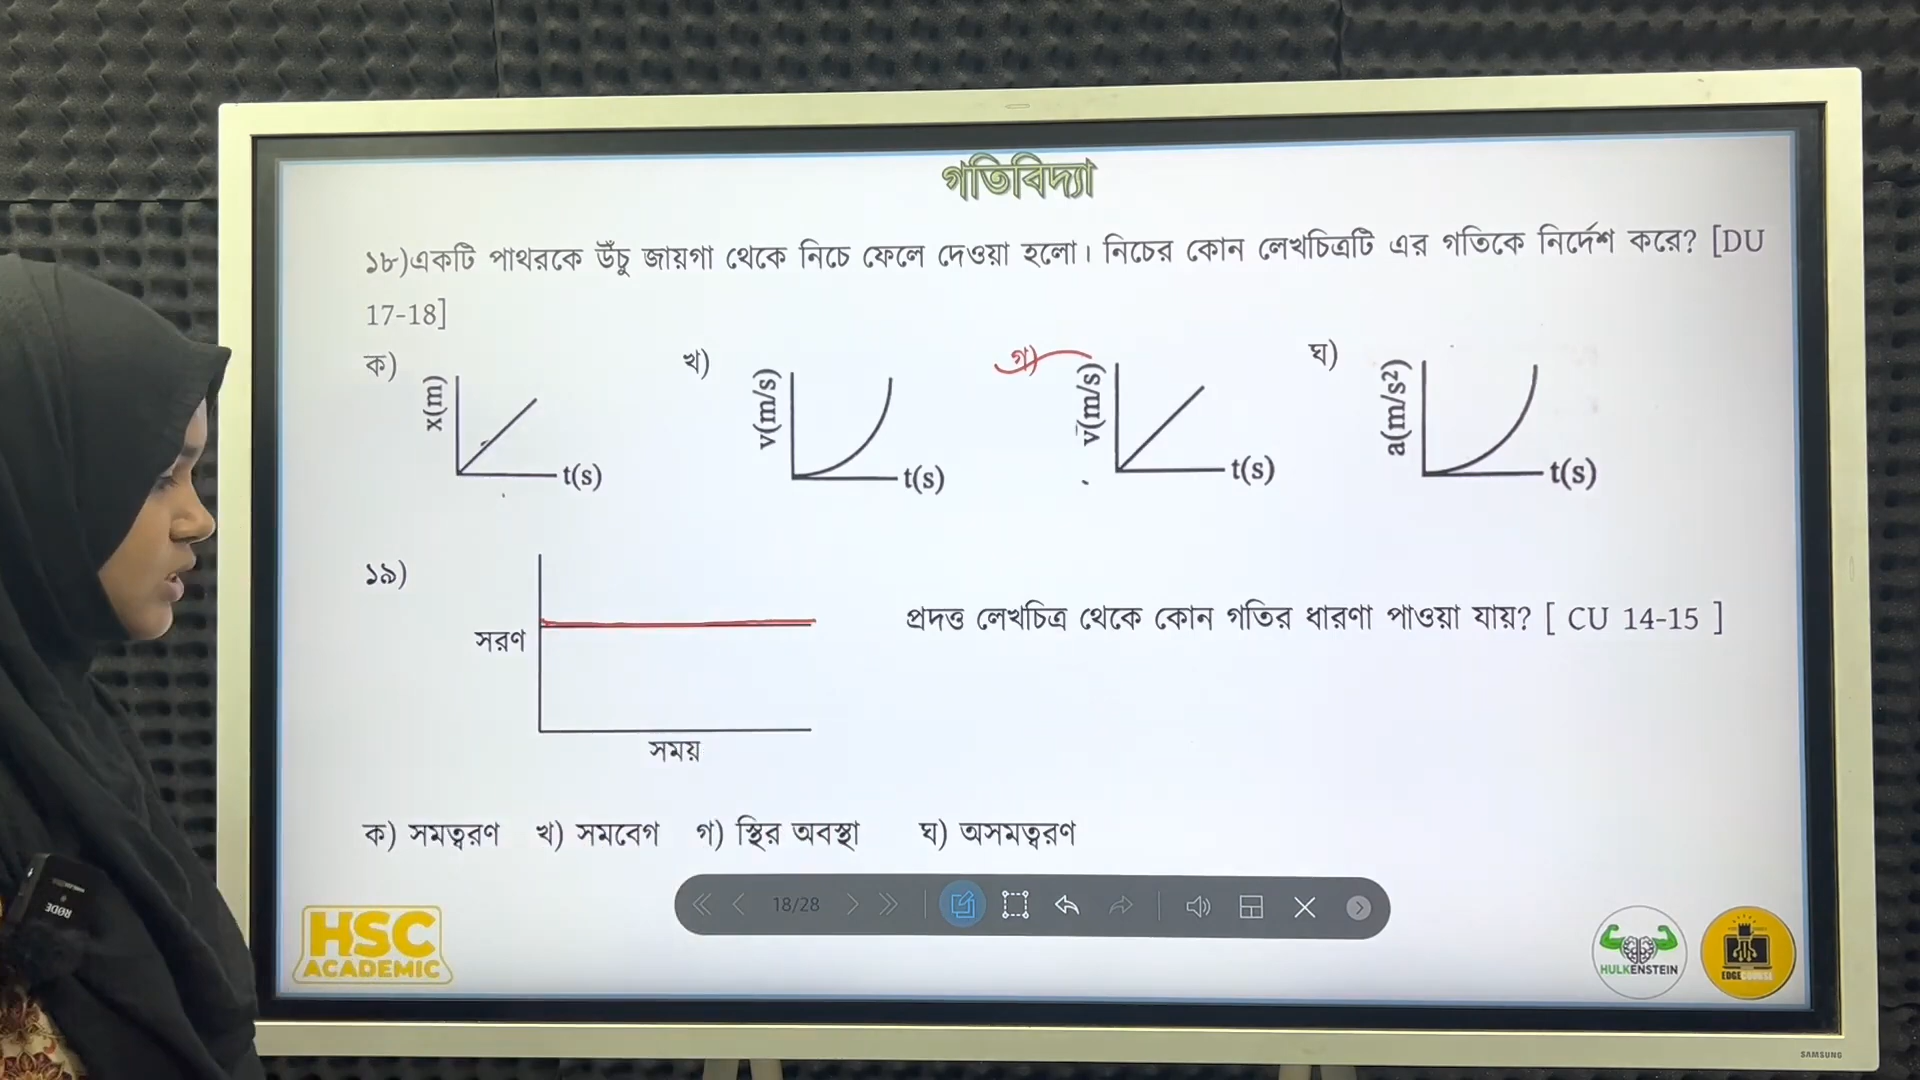 গতিবিদ্যা
১৮)একটি পাথরকে উঁচু জায়গা থেকে নিচে ফেলে দেওয়া হলো। নিচের কোন লেখচিত্রটি এর গতিকে নির্দেশ করে? [DU
17-18]
ক) x(m) t(s)
খ) v(m/s) t(s)
গ) v(m/s) t(s)
ঘ) a(m/s²) t(s)
১৯)
সরণ
সময়
প্রদত্ত লেখচিত্র থেকে কোন গতির ধারণা পাওয়া যায়? [ CU 14-15 ]
ক) সমত্বরণ খ) সমবেগ গ) স্থির অবস্থা ঘ) অসমত্বরণ
18/28
HSC
ACADEMIC
HULKENSTEIN
EDGECOURSE
SAMSUNG
RØDE